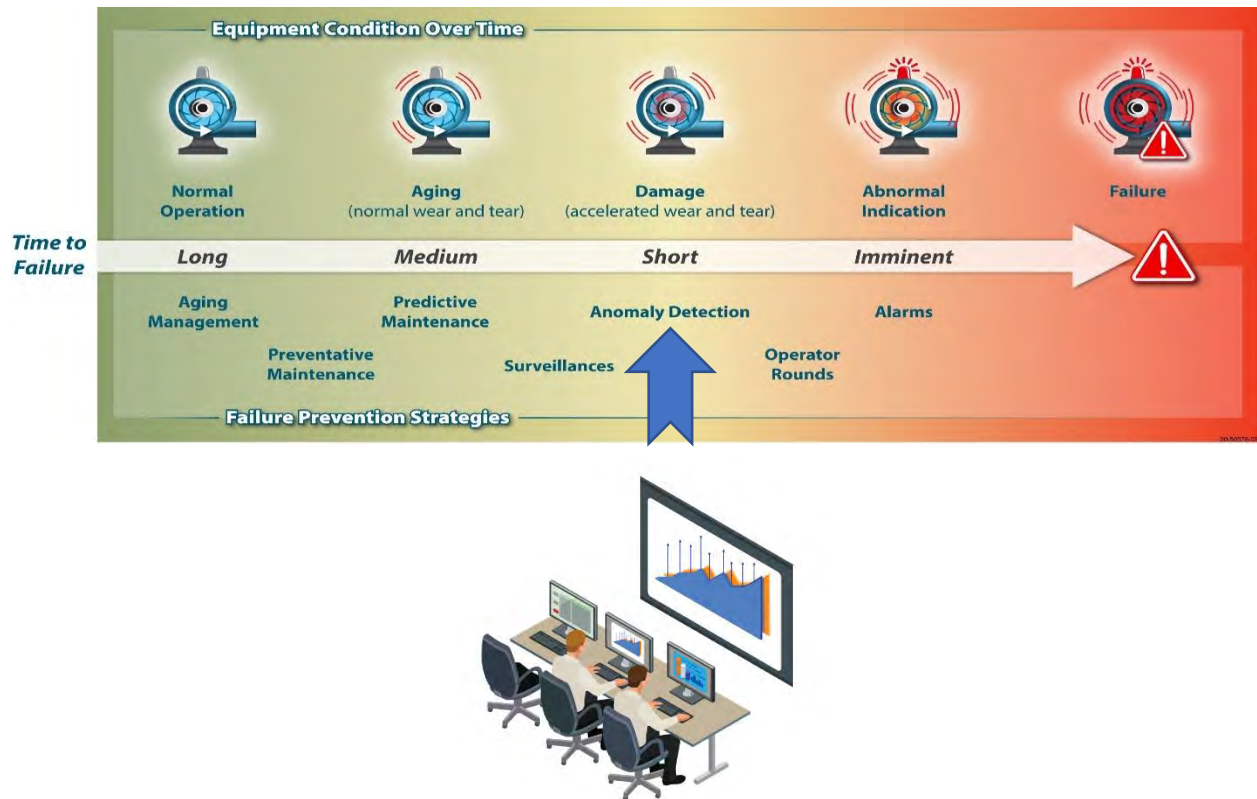 Equipment Condition Over Time
Normal
Operation
Aging
(normal wear and tear)
Damage
(accelerated wear and tear)
Abnormal
Indication
Failure
Time to
Failure
Long
Medium
Short
Imminent
Aging
Management
Predictive
Maintenance
Anomaly Detection
Alarms
Preventative
Maintenance
Surveillances
Operator
Rounds
Failure Prevention Strategies